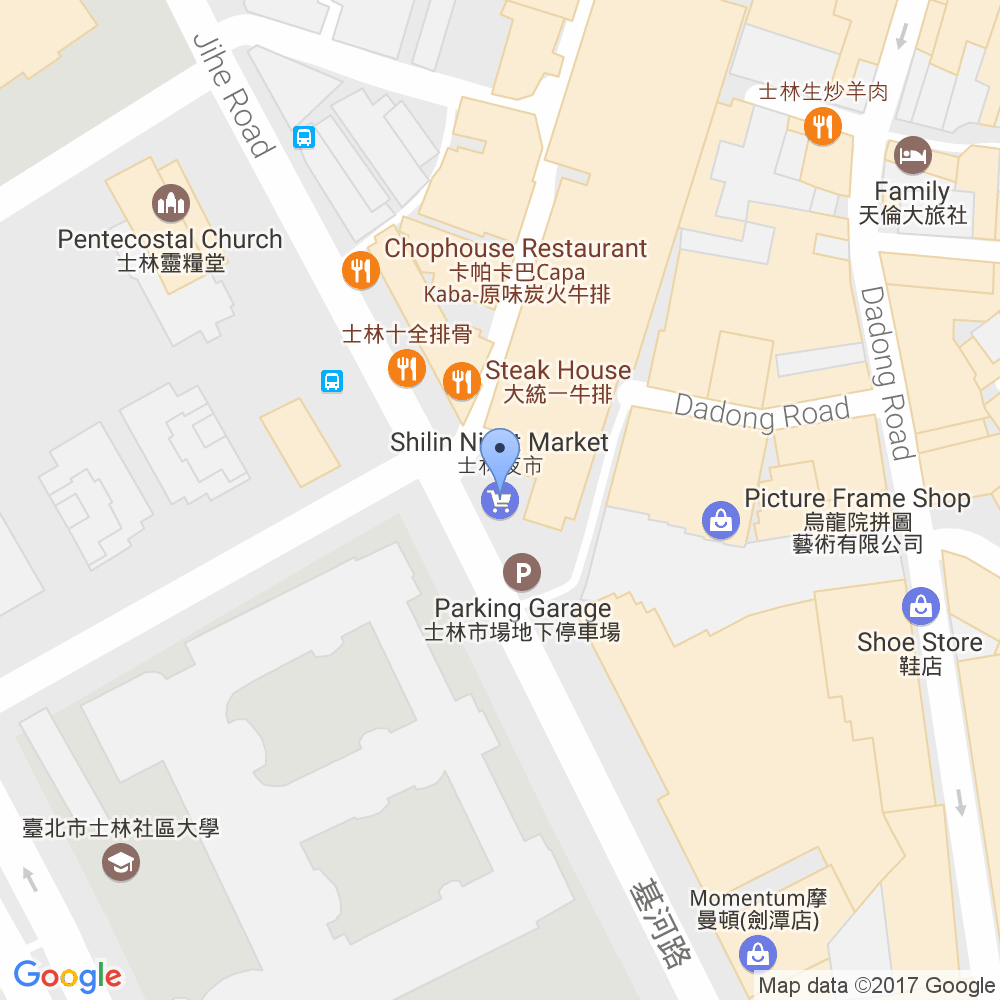 Jihe Road
士林生炒羊肉
Family
天倫大旅社
Pentecostal Church
士林靈糧堂
Chophouse Restaurant
卡帕卡巴Capa
Kaba-原味炭火牛排
士林十全排骨
Steak House
大統一牛排
Dadong Road
Dadong Road
Shilin Market
士林夜市
Picture Frame Shop
烏龍院拼圖
藝術有限公司
P
Parking Garage
士林市場地下停車場
Shoe Store
鞋店
臺北市士林社區大學
基河路
Momentum摩
曼頓(劍潭店)
Google
Map data ©2017 Google